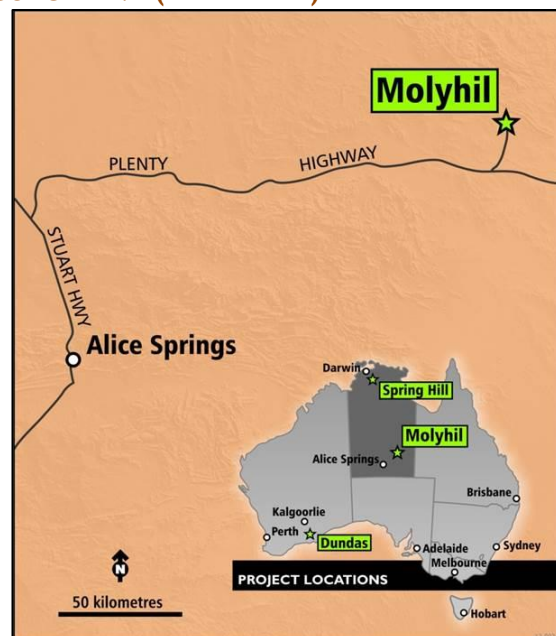 Molyhil
PLENTY
HIGHWAY
STUART HWY
Alice Springs
Darwin
Spring Hill
Molyhil
Alice Springs
Brisbane
Kalgoorlie
Perth
Dundas
Adelaide
Sydney
Melbourne
PROJECT LOCATIONS
Hobart
N
50 kilometres